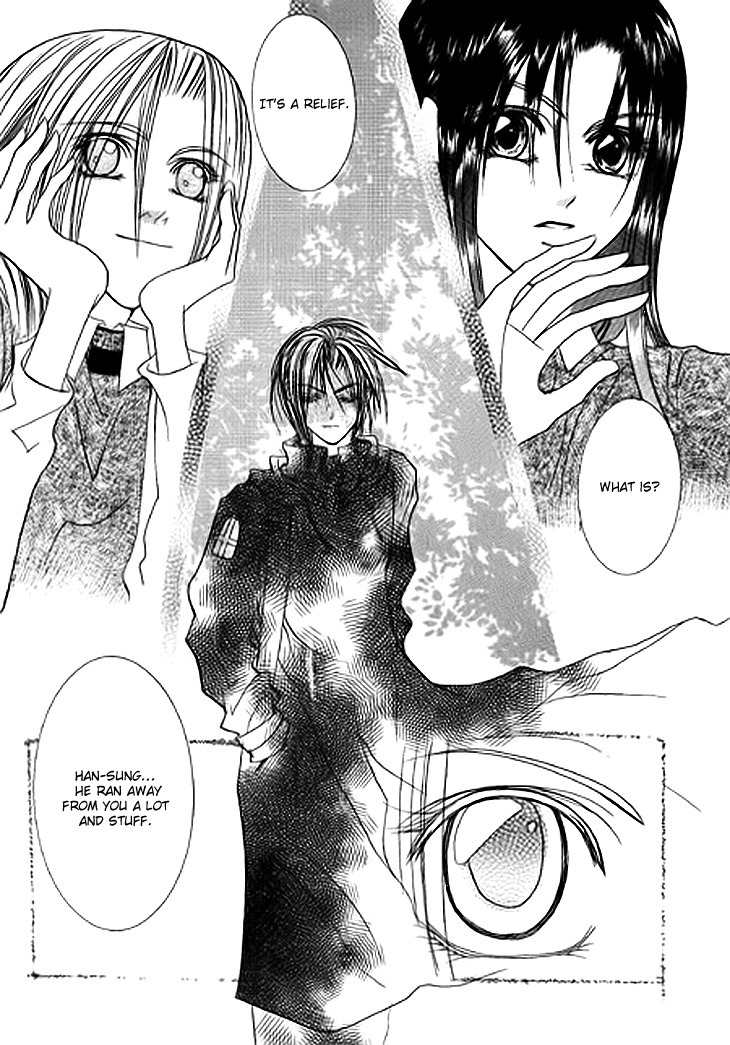 IT'S A RELIEF.
WHAT IS?
HAN-SUNG...
HE RAN AWAY
FROM YOU A LOT
AND STUFF.